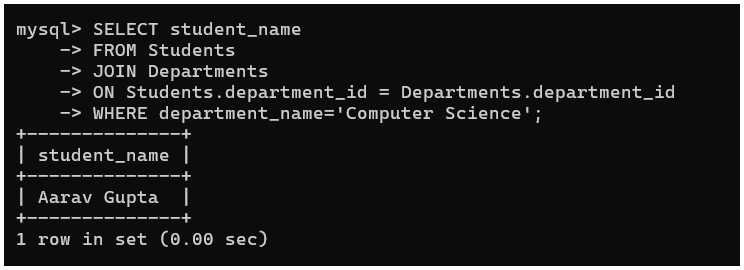 mysql> SELECT student_name
    -> FROM Students
    -> JOIN Departments
    -> ON Students.department_id = Departments.department_id
    -> WHERE department_name='Computer Science';
+--------------+
| student_name |
+--------------+
| Aarav Gupta  |
+--------------+
1 row in set (0.00 sec)